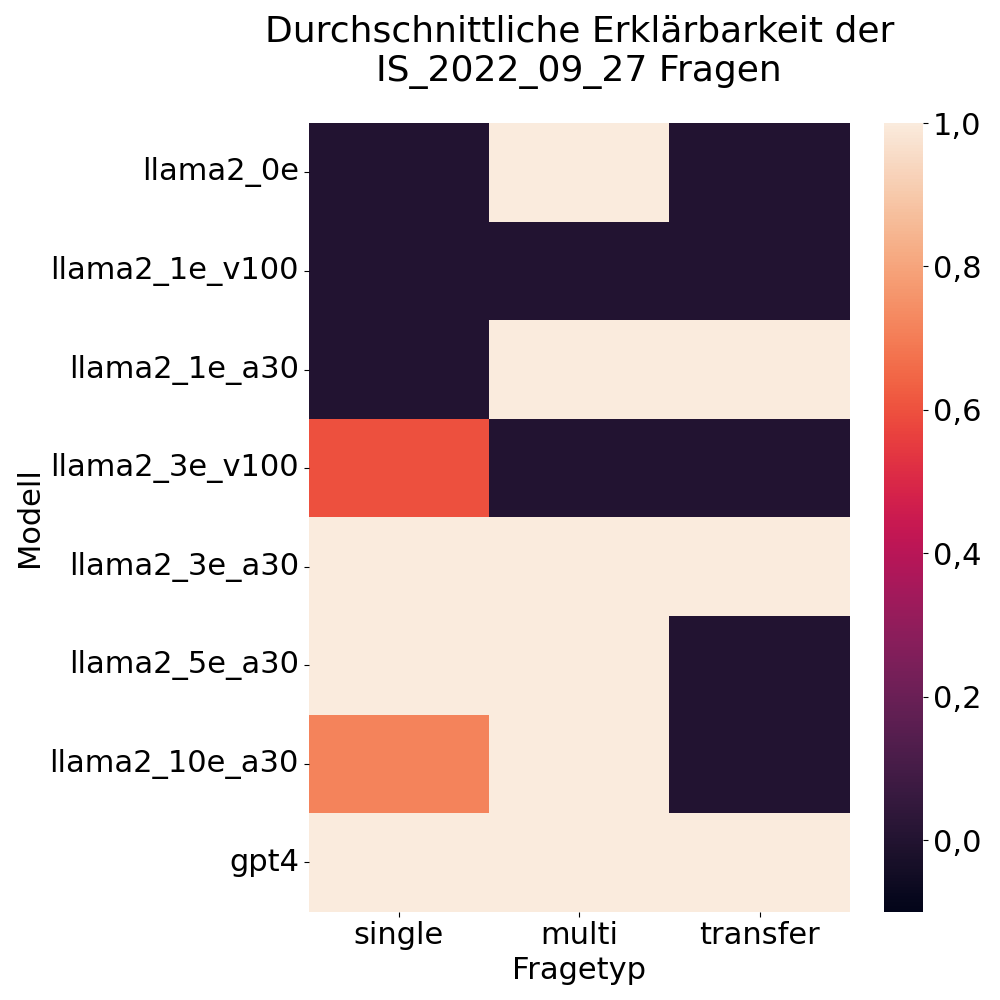 Durchschnittliche Erklärbarkeit der
IS_2022_09_27 Fragen
Modell
llama2_0e
llama2_1e_v100
llama2_1e_a30
llama2_3e_v100
llama2_3e_a30
llama2_5e_a30
llama2_10e_a30
gpt4
single multi transfer
Fragetyp
1,0
0,8
0,6
0,4
0,2
0,0